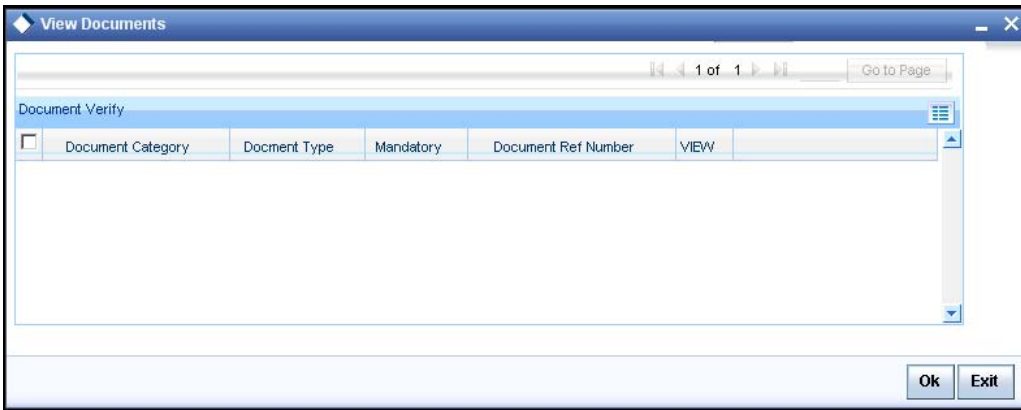 View Documents
1 of 1 Go to Page
Document Verify
Document Category Docment Type Mandatory Document Ref Number VIEW
Ok Exit